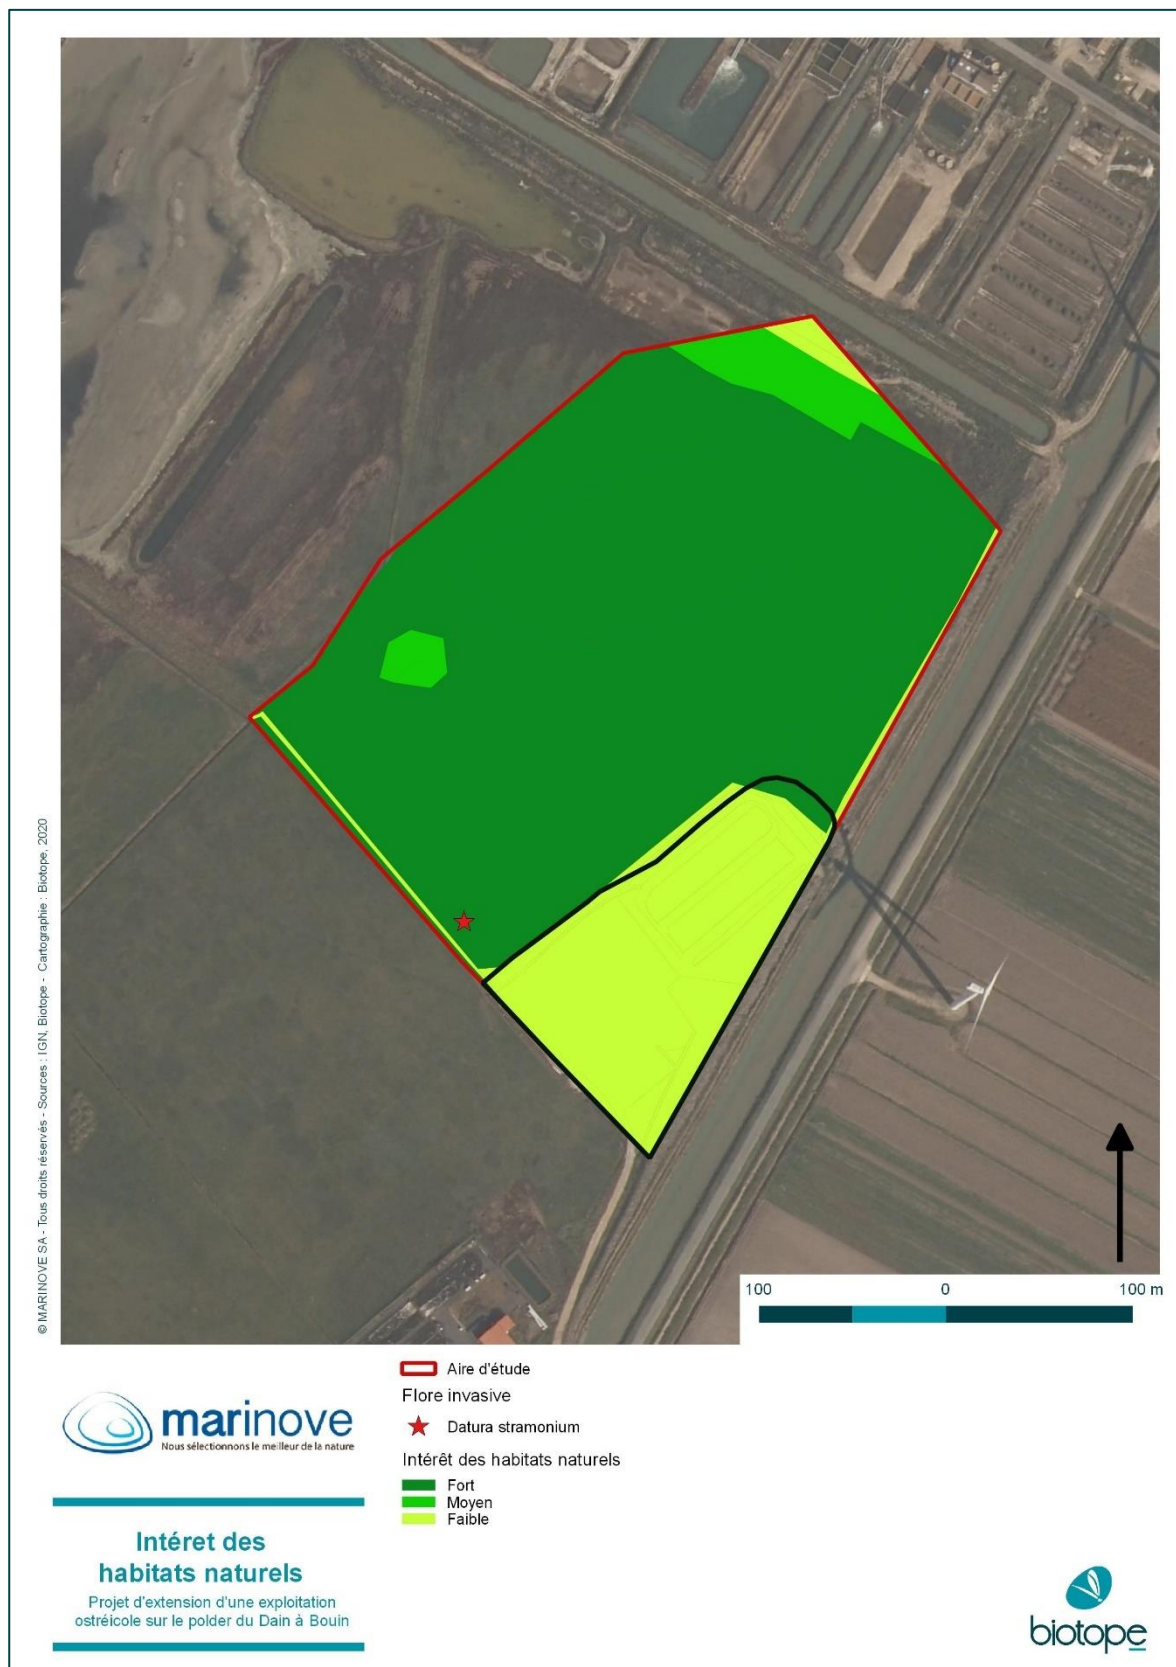 © MARINOVE SA - Tous droits réservés - Sources : IGN, Biotope - Cartographie : Biotope, 2020
100 0 100 m
Aire d'étude
Flore invasive
Datura stramonium
Intérêt des habitats naturels
Fort
Moyen
Faible
marinove
Nous sélectionnons le meilleur de la nature
Intéret des
habitats naturels
Projet d'extension d'une exploitation
ostréicole sur le polder du Dain à Bouin
biotope